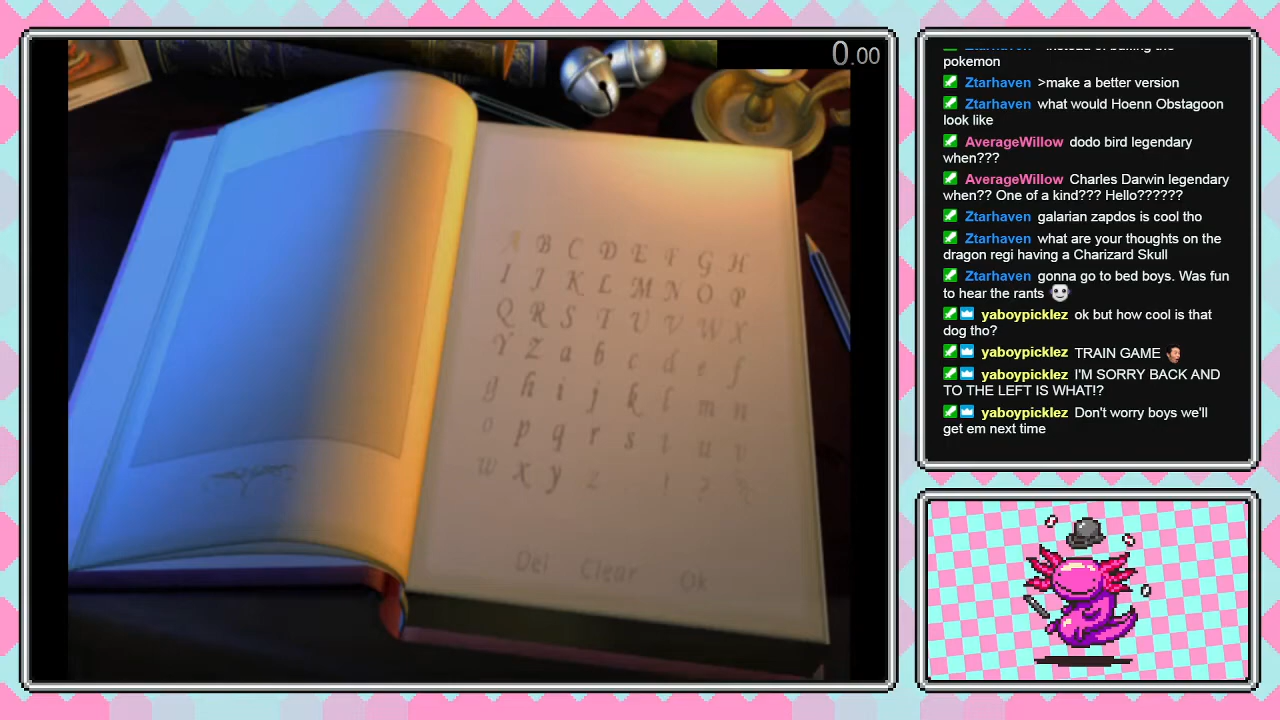 0.00
A B C D E F G H
I J K L M N O P
Q R S T U V W X
Y Z a b c d e f
g h i j k l m n
o p q r s t u v
w x y z ! ?
Del Clear Ok
pokemon
Ztarhaven >make a better version
Ztarhaven what would Hoenn Obstagoon
look like
AverageWillow dodo bird legendary
when???
AverageWillow Charles Darwin legendary
when?? One of a kind??? Hello??????
Ztarhaven galarian zapdos is cool tho
Ztarhaven what are your thoughts on the
dragon regi having a Charizard Skull
Ztarhaven gonna go to bed boys. Was fun
to hear the rants
yaboypicklez ok but how cool is that
dog tho?
yaboypicklez TRAIN GAME
yaboypicklez I'M SORRY BACK AND
TO THE LEFT IS WHAT!?
yaboypicklez Don't worry boys we'll
get em next time